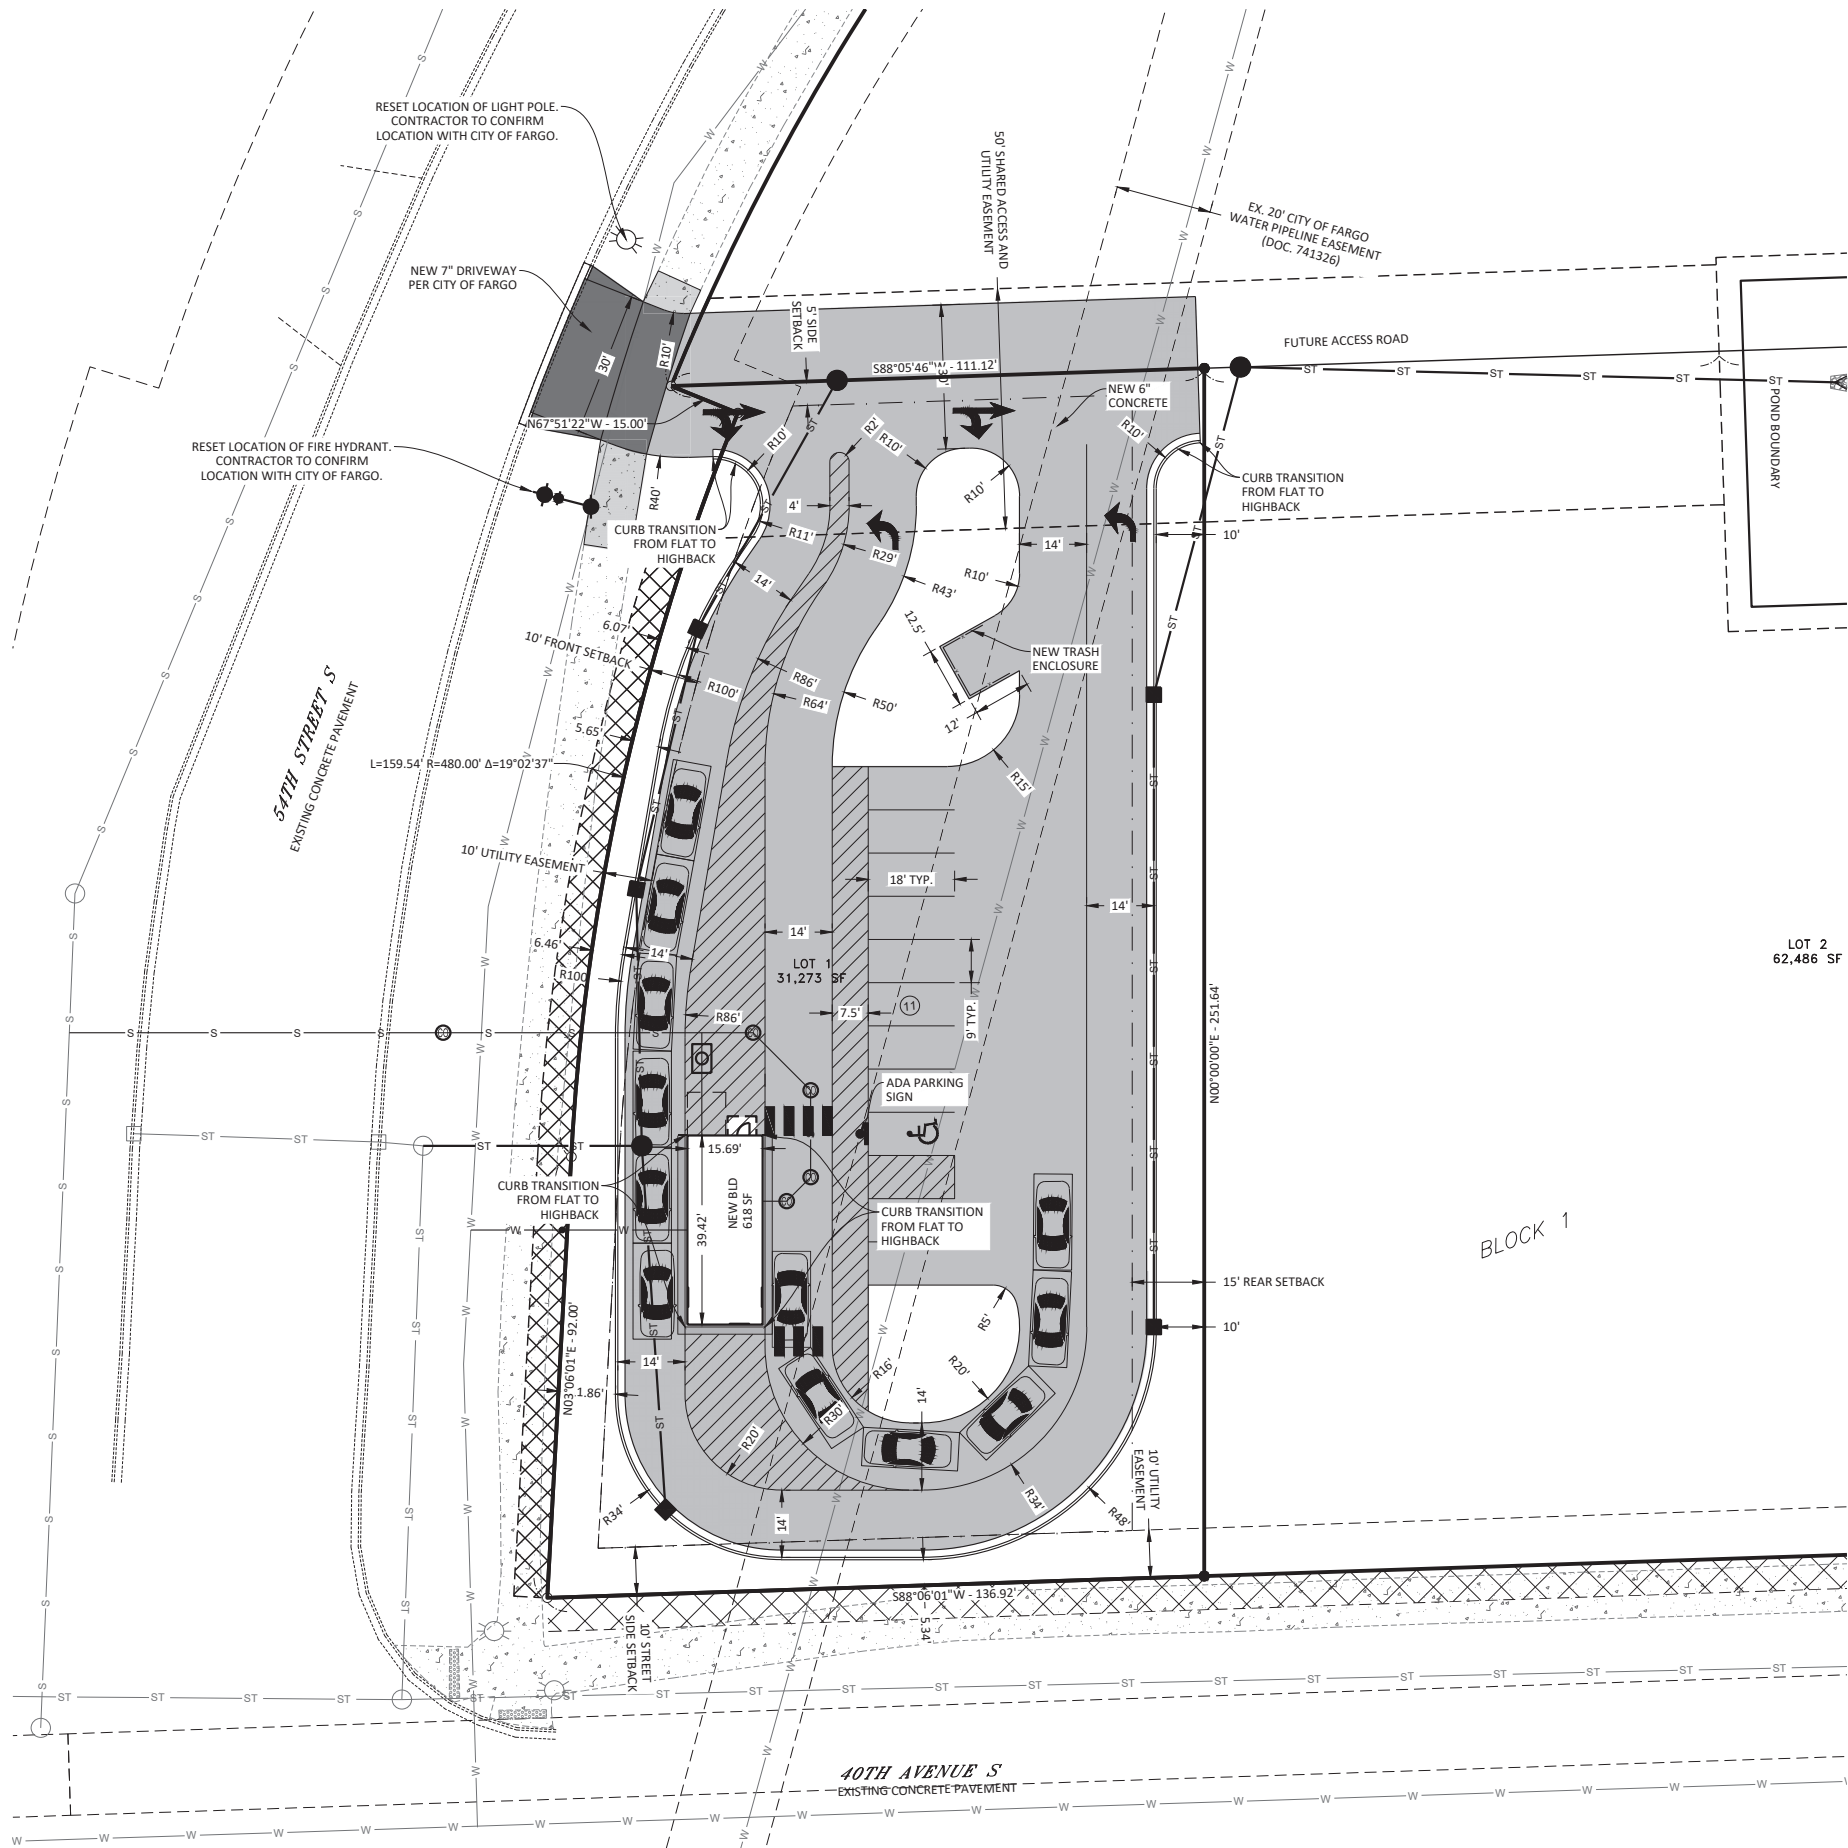 RESET LOCATION OF LIGHT POLE.
CONTRACTOR TO CONFIRM
LOCATION WITH CITY OF FARGO.
50' SHARED ACCESS AND
UTILITY EASEMENT
EX. 20' CITY OF FARGO
WATER PIPELINE EASEMENT
(DOC. 741326)
NEW 7" DRIVEWAY
PER CITY OF FARGO
5' SIDE
SETBACK
30'
R10'
FUTURE ACCESS ROAD
S88°05'46"W - 111.12'
30'
NEW 6"
CONCRETE
POND BOUNDARY
N67°51'22"W - 15.00'
RESET LOCATION OF FIRE HYDRANT.
CONTRACTOR TO CONFIRM
LOCATION WITH CITY OF FARGO.
R10'
R2'
R10'
R10'
R10'
CURB TRANSITION
FROM FLAT TO
HIGHBACK
R40'
4'
CURB TRANSITION
FROM FLAT TO
HIGHBACK
R11'
R29'
14'
10'
14'
R43'
R10'
12.5'
6.07'
10' FRONT SETBACK
NEW TRASH
ENCLOSURE
R100'
R86'
R64'
R50'
12'
5.65'
54TH STREET S
EXISTING CONCRETE PAVEMENT
L=159.54' R=480.00' Δ=19°02'37"
R15'
10' UTILITY EASEMENT
18' TYP.
14'
14'
6.46'
14'
R100
LOT 1
31,273 SF
LOT 2
62,486 SF
9' TYP.
7.5'
11
R86'
N00°00'00"E - 251.64'
ADA PARKING
SIGN
15.69'
39.42'
NEW BLD
618 SF
CURB TRANSITION
FROM FLAT TO
HIGHBACK
CURB TRANSITION
FROM FLAT TO
HIGHBACK
BLOCK 1
15' REAR SETBACK
R5'
10'
N03°06'01"E - 92.00'
14'
1.86'
R16'
R20'
14'
R30'
R20'
R34'
14'
R34'
R48'
10' UTILITY
EASEMENT
S88°06'01"W - 136.92'
5.34'
10' STREET
SIDE SETBACK
40TH AVENUE S
EXISTING CONCRETE PAVEMENT